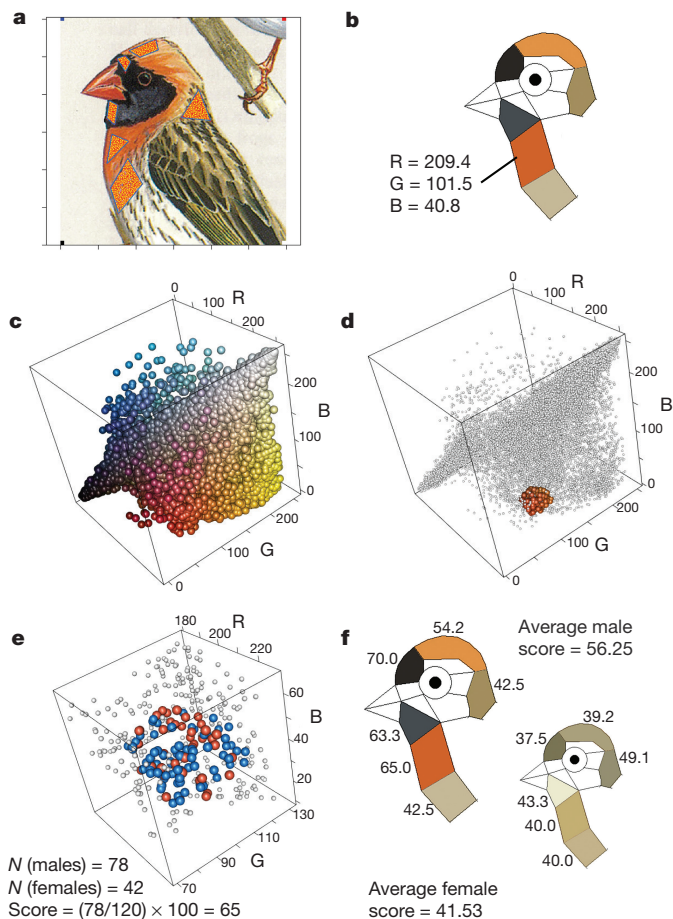 a
b
R = 209.4
G = 101.5
B = 40.8
c
0
100
R
200
200
B
100
0
200
100
G
0
d
0
100
R
200
200
B
100
0
200
100
G
0
e
180
R
200
220
60
B
40
20
130
110
G
90
70
N (males) = 78
N (females) = 42
Score = (78/120) × 100 = 65
f
54.2
70.0
42.5
63.3
65.0
42.5
Average male
score = 56.25
39.2
37.5
49.1
43.3
40.0
40.0
Average female
score = 41.53